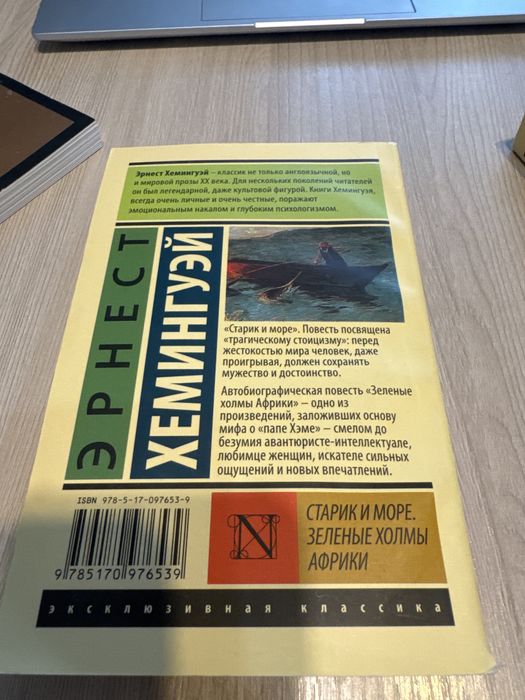 Эрнест Хемингуэй – классик не только англоязычной, но
и мировой прозы XX века. Для нескольких поколений читателей
он был легендарной, даже культовой фигурой. Книги Хемингуэя,
всегда очень личные и очень честные, поражают
эмоциональным накалом и глубоким психологизмом.
ЭРНЕСТ
ХЕМИНГУЭЙ
«Старик и море». Повесть посвящена
«трагическому стоицизму»: перед
жестокостью мира человек, даже
проигрывая, должен сохранять
мужество и достоинство.
Автобиографическая повесть «Зеленые
холмы Африки» – одно из
произведений, заложивших основу
мифа о «папе Хэме» – смелом до
безумия авантюристе-интеллектуале,
любимце женщин, искателе сильных
ощущений и новых впечатлений.
ISBN 978-5-17-097653-9
9 785170 976539
N
СТАРИК И МОРЕ.
ЗЕЛЕНЫЕ ХОЛМЫ
АФРИКИ
эксклюзивная классика